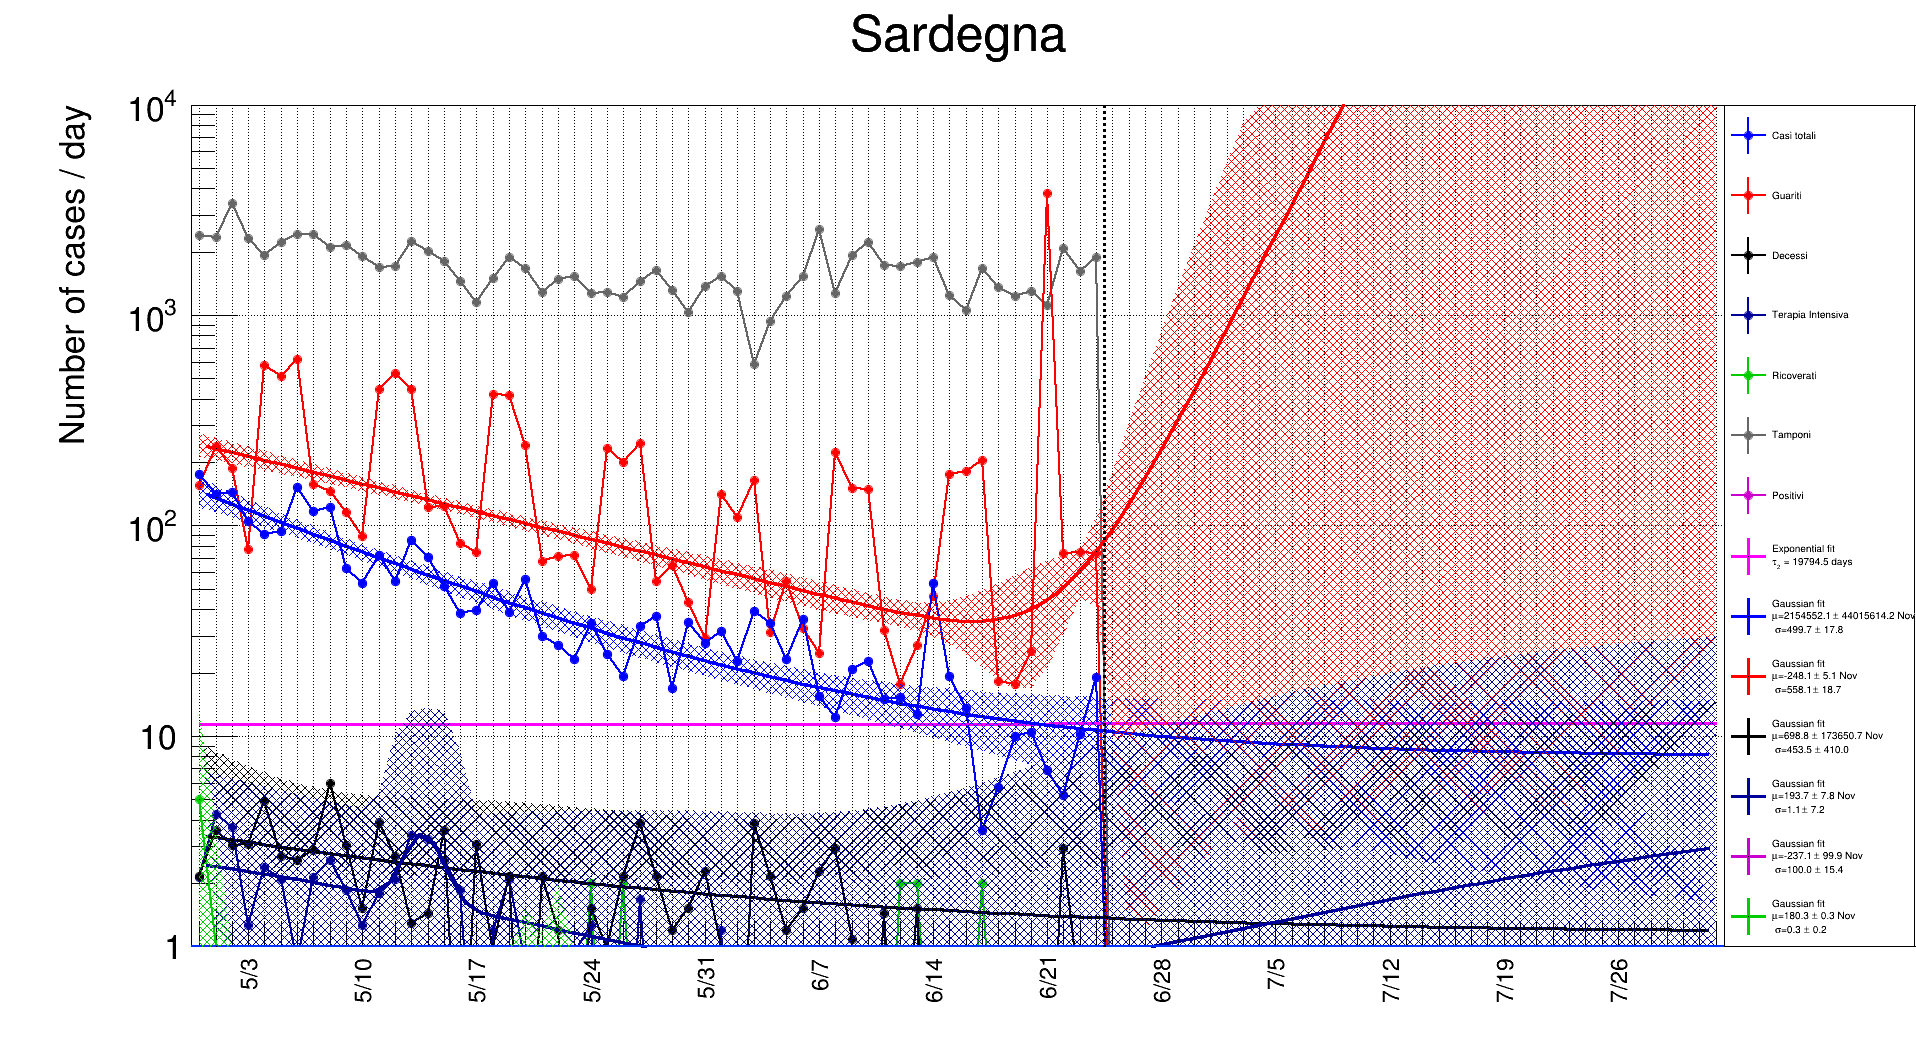 Sardegna
Number of cases / day
10^4
10^3
10^2
10
1
5/3
5/10
5/17
5/24
5/31
6/7
6/14
6/21
6/28
7/5
7/12
7/19
7/26
Casi totali
Guariti
Decessi
Terapia Intensiva
Ricoverati
Tamponi
Positivi
Exponential fit
τ₂ = 19794.5 days
Gaussian fit
μ=2154552.1 ± 44015614.2 Nov
σ=499.7 ± 17.8
Gaussian fit
μ=-248.1 ± 5.1 Nov
σ=558.1 ± 18.7
Gaussian fit
μ=698.8 ± 173650.7 Nov
σ=453.5 ± 410.0
Gaussian fit
μ=193.7 ± 7.8 Nov
σ=1.1 ± 7.2
Gaussian fit
μ=-237.1 ± 99.9 Nov
σ=100.0 ± 15.4
Gaussian fit
μ=180.3 ± 0.3 Nov
σ=0.3 ± 0.2